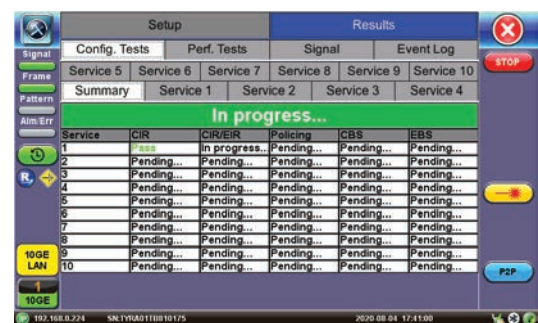 Setup Results
Config. Tests Perf. Tests Signal Event Log
Service 5 Service 6 Service 7 Service 8 Service 9 Service 10
Summary Service 1 Service 2 Service 3 Service 4
In progress...
Service CIR CIR/EIR Policing CBS EBS
1 Pass In progress... Pending... Pending... Pending...
2 Pending... Pending... Pending... Pending... Pending...
3 Pending... Pending... Pending... Pending... Pending...
4 Pending... Pending... Pending... Pending... Pending...
5 Pending... Pending... Pending... Pending... Pending...
6 Pending... Pending... Pending... Pending... Pending...
7 Pending... Pending... Pending... Pending... Pending...
8 Pending... Pending... Pending... Pending... Pending...
9 Pending... Pending... Pending... Pending... Pending...
10 Pending... Pending... Pending... Pending... Pending...
Signal
Frame
Pattern
Alm/Err
R
10GE
LAN
1
10GE
STOP
P2P
192.168.0.224 2020-08-04 17:41:00